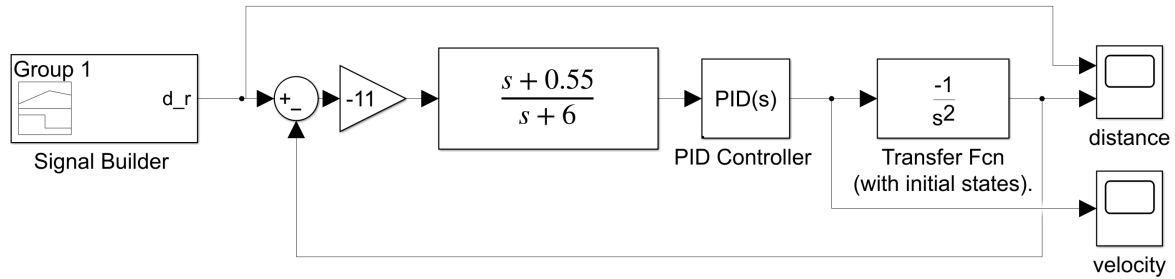 Group 1
d_r
Signal Builder
+_
-11
s + 0.55
s + 6
PID(s)
PID Controller
-1
s2
Transfer Fcn
(with initial states).
distance
velocity